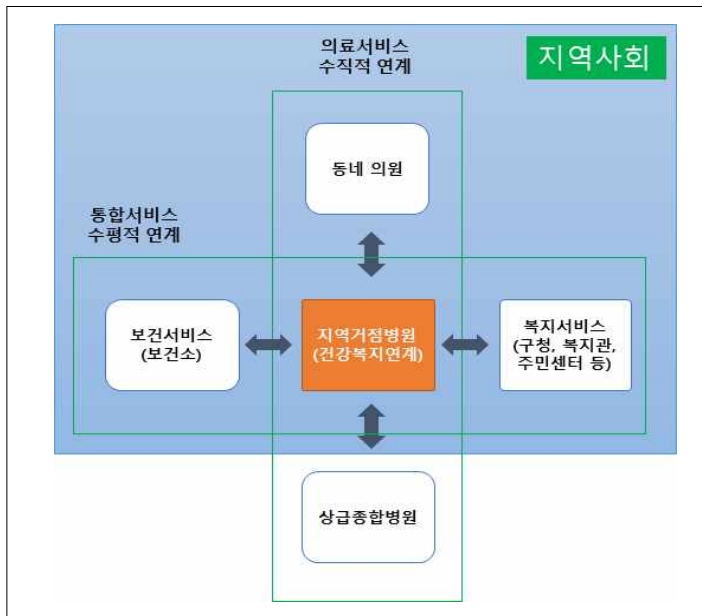 의료서비스
수직적 연계
지역사회
동네 의원
통합서비스
수평적 연계
보건서비스
(보건소)
지역거점병원
(건강복지연계)
복지서비스
(구청, 복지관,
주민센터 등)
상급종합병원